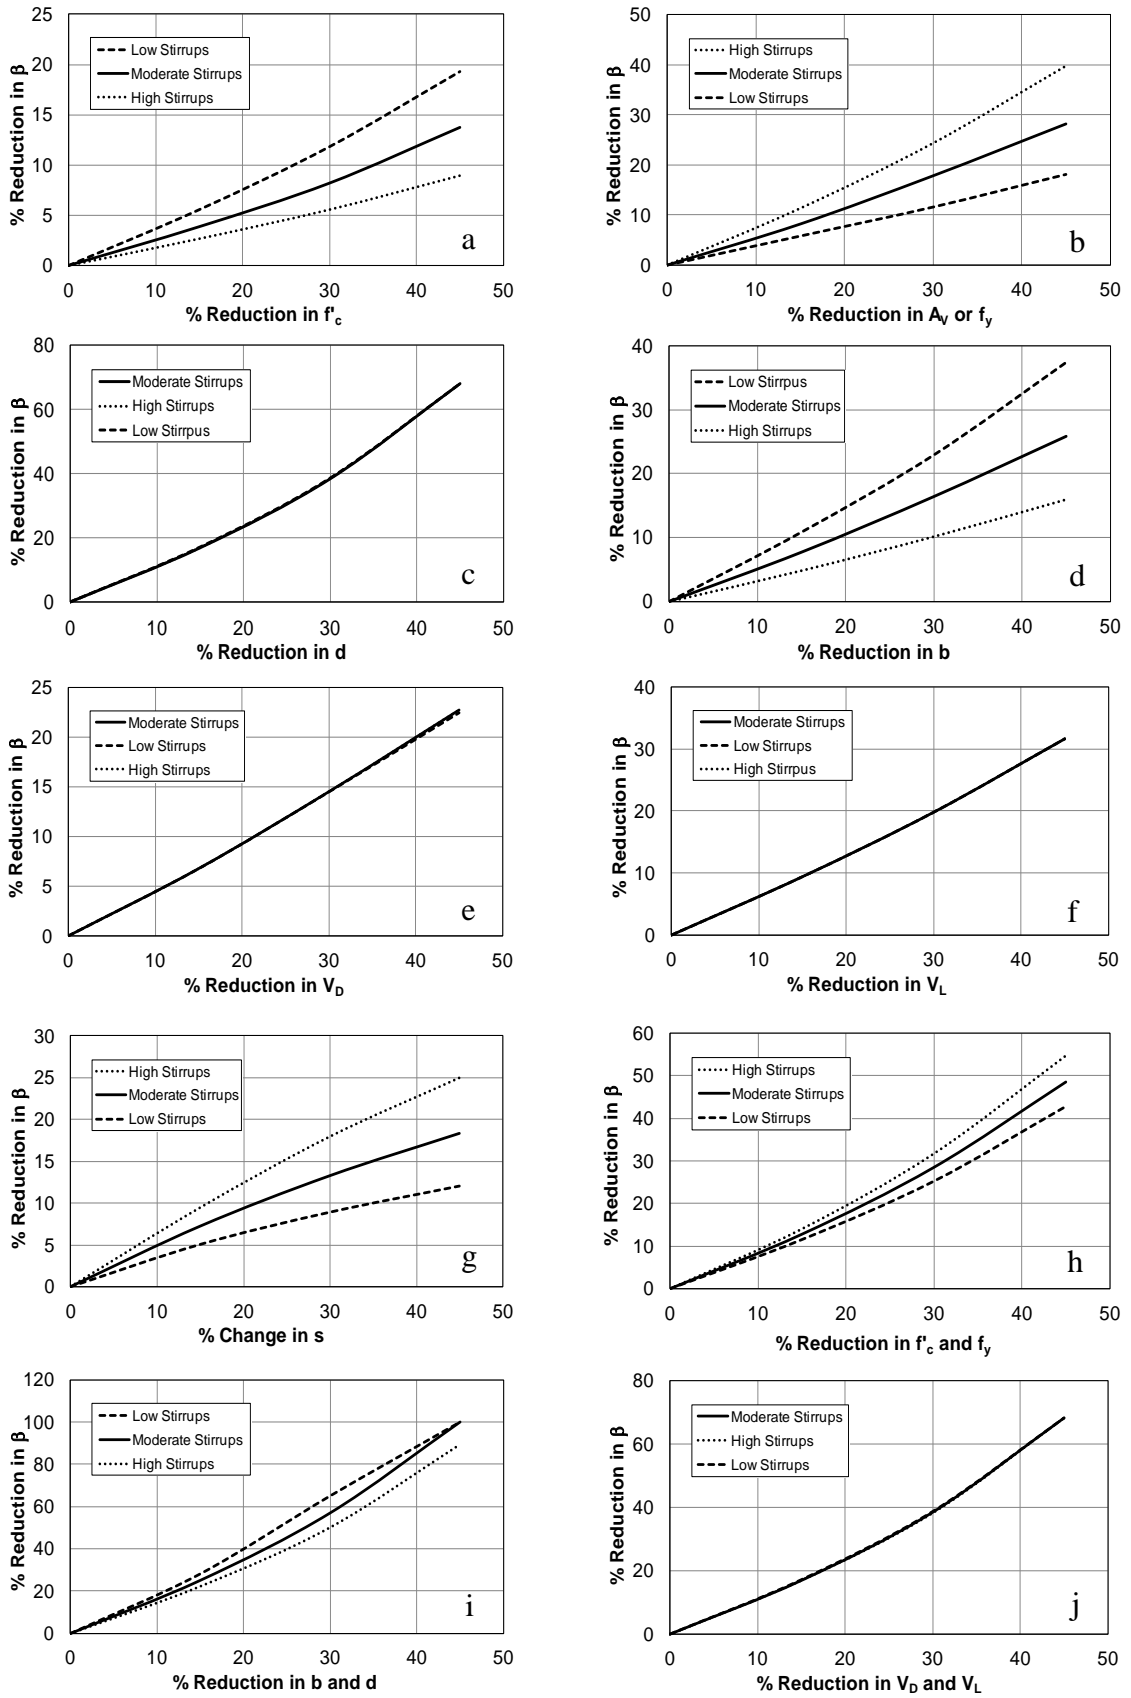 25
20
15
10
5
0
% Reduction in β
Low Stirrups
Moderate Stirrups
High Stirrups
a
0 10 20 30 40 50
% Reduction in f'c
50
40
30
20
10
0
% Reduction in β
High Stirrups
Moderate Stirrups
Low Stirrups
b
0 10 20 30 40 50
% Reduction in AV or fy
80
60
40
20
0
% Reduction in β
Moderate Stirrups
High Stirrups
Low Stirrpus
c
0 10 20 30 40 50
% Reduction in d
40
30
20
10
0
% Reduction in β
Low Stirrpus
Moderate Stirrups
High Stirrups
d
0 10 20 30 40 50
% Reduction in b
25
20
15
10
5
0
% Reduction in β
Moderate Stirrups
Low Stirrups
High Stirrups
e
0 10 20 30 40 50
% Reduction in VD
40
30
20
10
0
% Reduction in β
Moderate Stirrups
Low Stirrups
High Stirrpus
f
0 10 20 30 40 50
% Reduction in VL
30
25
20
15
10
5
0
% Reduction in β
High Stirrups
Moderate Stirrups
Low Stirrups
g
0 10 20 30 40 50
% Change in s
60
50
40
30
20
10
0
% Reduction in β
High Stirrups
Moderate Stirrups
Low Stirrups
h
0 10 20 30 40 50
% Reduction in f'c and fy
120
100
80
60
40
20
0
% Reduction in β
Low Stirrups
Moderate Stirrups
High Stirrups
i
0 10 20 30 40 50
% Reduction in b and d
80
60
40
20
0
% Reduction in β
Moderate Stirrups
High Stirrups
Low Stirrups
j
0 10 20 30 40 50
% Reduction in VD and VL